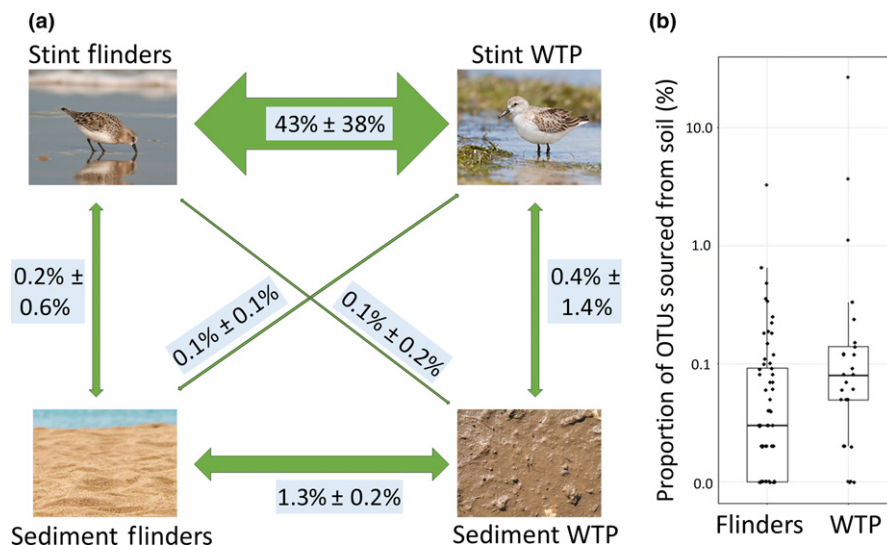 (a)
Stint flinders
Stint WTP
43% ± 38%
0.2% ±
0.6%
0.1% ± 0.1%
0.1% ± 0.2%
0.4% ±
1.4%
1.3% ± 0.2%
Sediment flinders
Sediment WTP
(b)
Proportion of OTUs sourced from soil (%)
10.0
1.0
0.1
0.0
Flinders
WTP